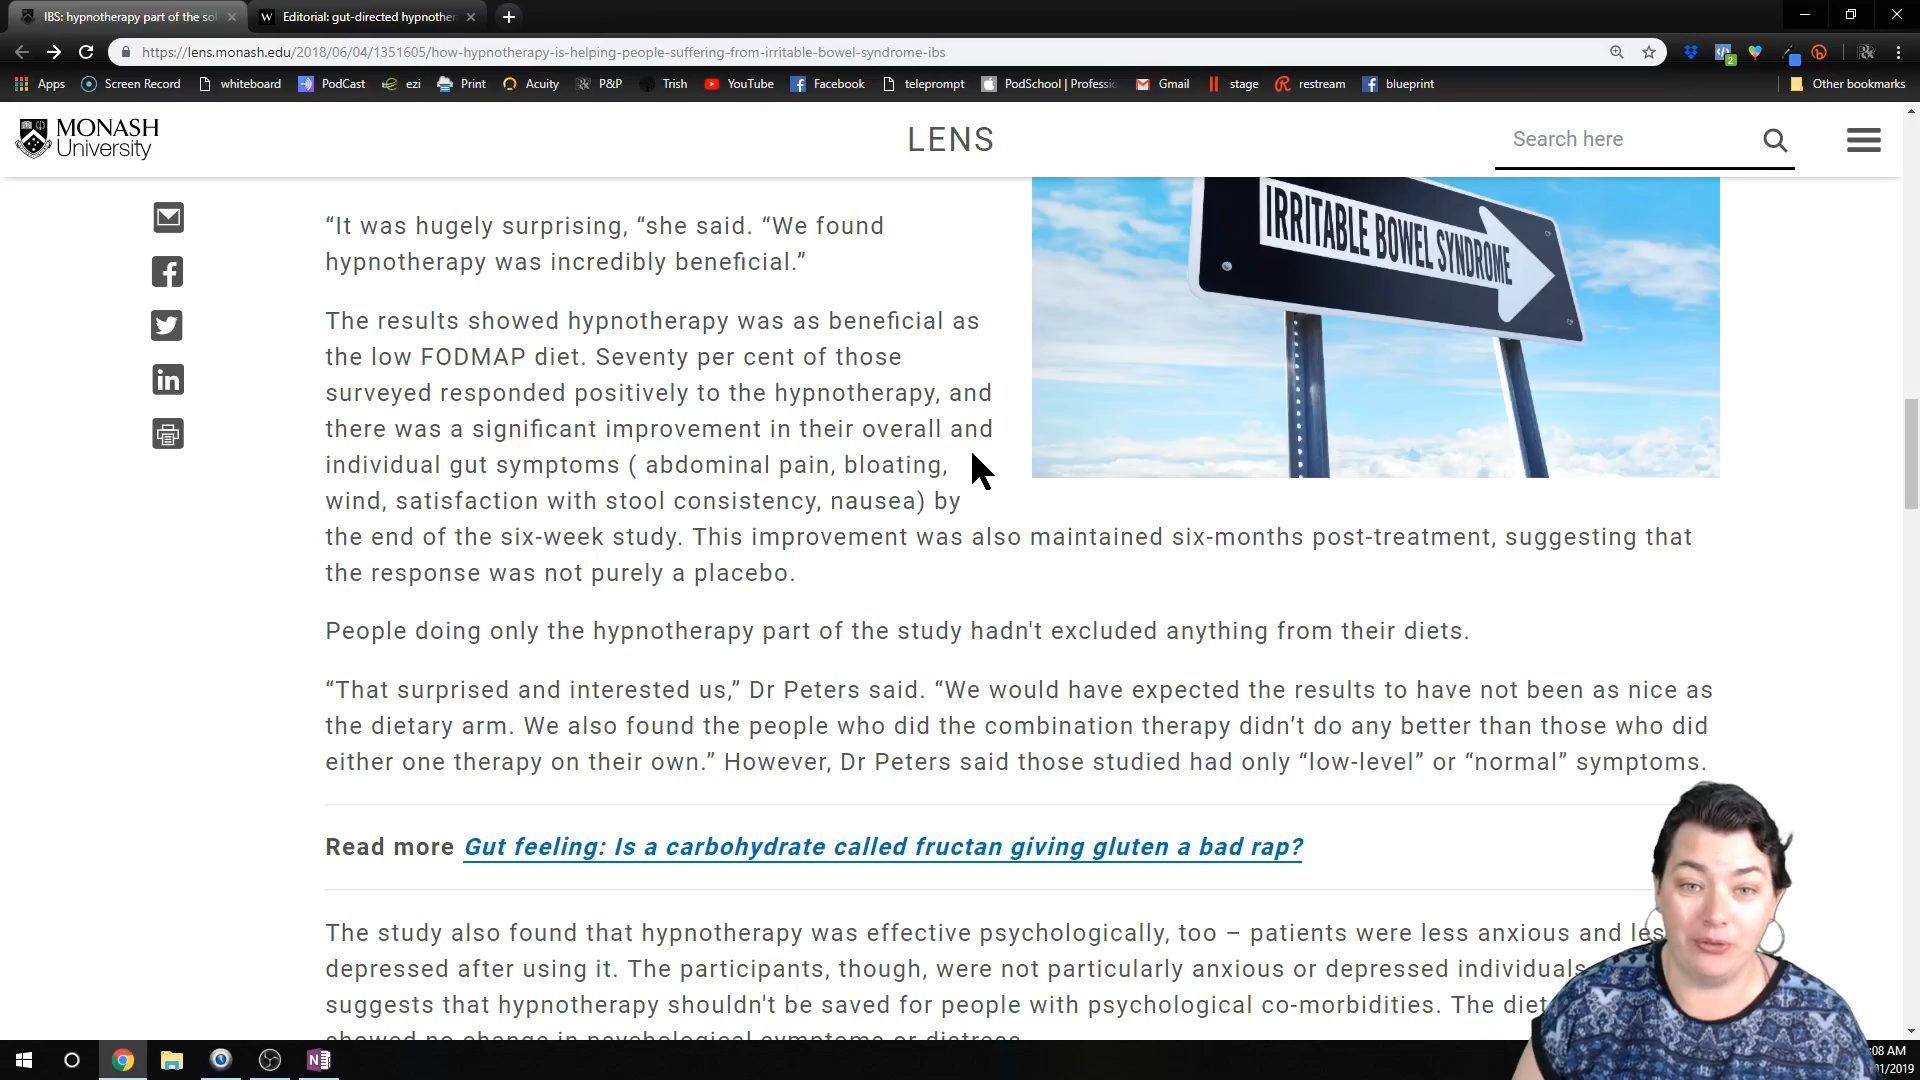 IBS: hypnotherapy part of the sol
Editorial: gut-directed hypnother
https://lens.monash.edu/2018/06/04/1351605/how-hypnotherapy-is-helping-people-suffering-from-irritable-bowel-syndrome-ibs
2
Apps
Screen Record
whiteboard
PodCast
ezi
Print
Acuity
P&P
Trish
YouTube
Facebook
teleprompt
PodSchool | Professio
Gmail
stage
restream
blueprint
Other bookmarks
MONASH
University
LENS
Search here
IRRITABLE BOWEL SYNDROME
“It was hugely surprising, “she said. “We found
hypnotherapy was incredibly beneficial.”
The results showed hypnotherapy was as beneficial as
the low FODMAP diet. Seventy per cent of those
surveyed responded positively to the hypnotherapy, and
there was a significant improvement in their overall and
individual gut symptoms ( abdominal pain, bloating,
wind, satisfaction with stool consistency, nausea) by
the end of the six-week study. This improvement was also maintained six-months post-treatment, suggesting that
the response was not purely a placebo.
People doing only the hypnotherapy part of the study hadn't excluded anything from their diets.
“That surprised and interested us,” Dr Peters said. “We would have expected the results to have not been as nice as
the dietary arm. We also found the people who did the combination therapy didn’t do any better than those who did
either one therapy on their own.” However, Dr Peters said those studied had only “low-level” or “normal” symptoms.
Read more Gut feeling: Is a carbohydrate called fructan giving gluten a bad rap?
The study also found that hypnotherapy was effective psychologically, too – patients were less anxious and les
depressed after using it. The participants, though, were not particularly anxious or depressed individuals
suggests that hypnotherapy shouldn't be saved for people with psychological co-morbidities. The diet
showed no change in psychological symptoms or distress
:08 AM
01/2019